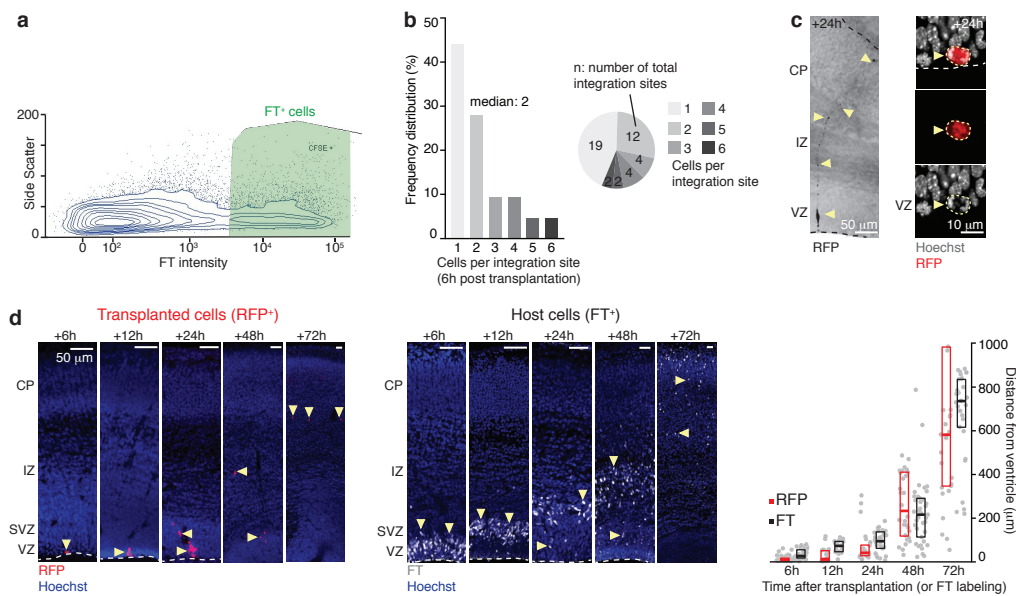 a
FT⁺ cells
CFSE +
Side Scatter
200
100
0
0
10²
10³
10⁴
10⁵
FT intensity
b
Frequency distribution (%)
50
40
30
20
10
0
median: 2
n: number of total
integration sites
19
12
4
4
2
2
1
2
3
4
5
6
Cells per
integration site
1 2 3 4 5 6
Cells per integration site
(6h post transplantation)
c
+24h
CP
IZ
VZ
50 μm
RFP
+24h
VZ
10 μm
Hoechst
RFP
d
Transplanted cells (RFP⁺)
+6h +12h +24h +48h +72h
50 μm
CP
IZ
SVZ
VZ
RFP
Hoechst
Host cells (FT⁺)
+6h +12h +24h +48h +72h
CP
IZ
SVZ
VZ
FT
Hoechst
RFP
FT
1000
800
600
400
200
0
Distance from ventricle
(μm)
6h 12h 24h 48h 72h
Time after transplantation (or FT labeling)